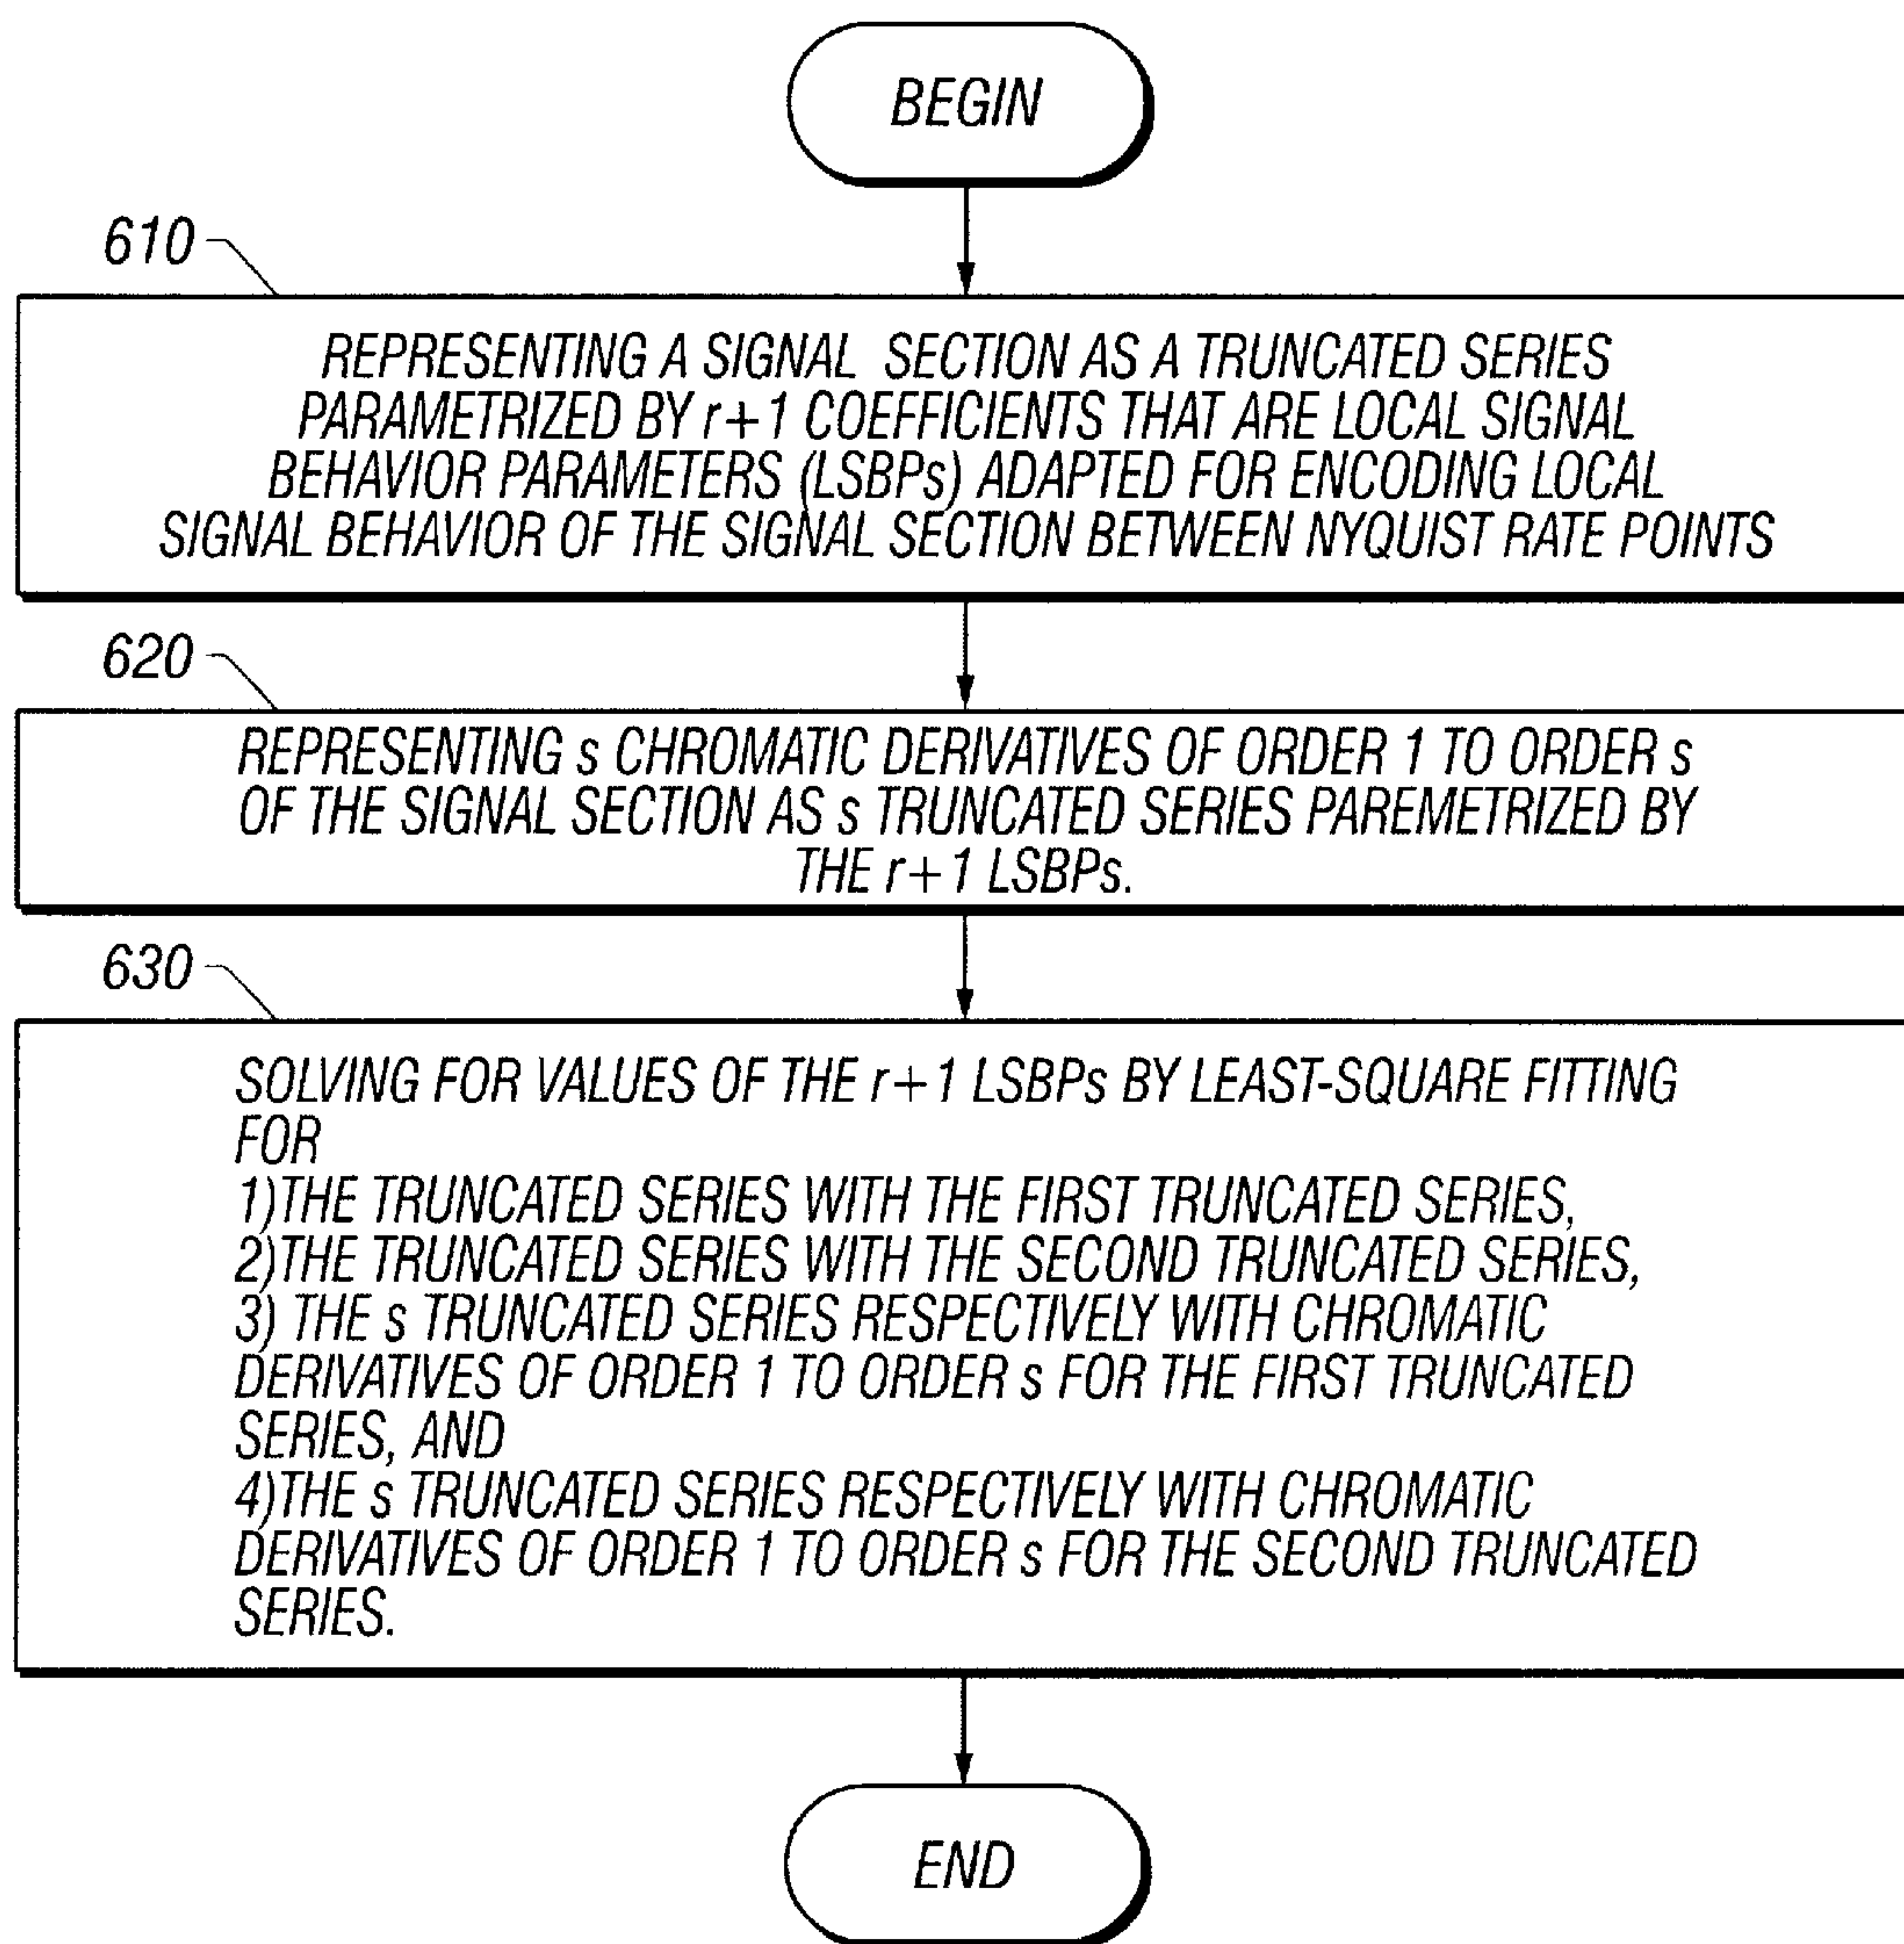 BEGIN
610
REPRESENTING A SIGNAL SECTION AS A TRUNCATED SERIES
PARAMETRIZED BY r+1 COEFFICIENTS THAT ARE LOCAL SIGNAL
BEHAVIOR PARAMETERS (LSBPs) ADAPTED FOR ENCODING LOCAL
SIGNAL BEHAVIOR OF THE SIGNAL SECTION BETWEEN NYQUIST RATE POINTS
620
REPRESENTING s CHROMATIC DERIVATIVES OF ORDER 1 TO ORDER s
OF THE SIGNAL SECTION AS s TRUNCATED SERIES PAREMETRIZED BY
THE r+1 LSBPs.
630
SOLVING FOR VALUES OF THE r+1 LSBPs BY LEAST-SQUARE FITTING
FOR
1)THE TRUNCATED SERIES WITH THE FIRST TRUNCATED SERIES,
2)THE TRUNCATED SERIES WITH THE SECOND TRUNCATED SERIES,
3) THE s TRUNCATED SERIES RESPECTIVELY WITH CHROMATIC
DERIVATIVES OF ORDER 1 TO ORDER s FOR THE FIRST TRUNCATED
SERIES, AND
4)THE s TRUNCATED SERIES RESPECTIVELY WITH CHROMATIC
DERIVATIVES OF ORDER 1 TO ORDER s FOR THE SECOND TRUNCATED
SERIES.
END